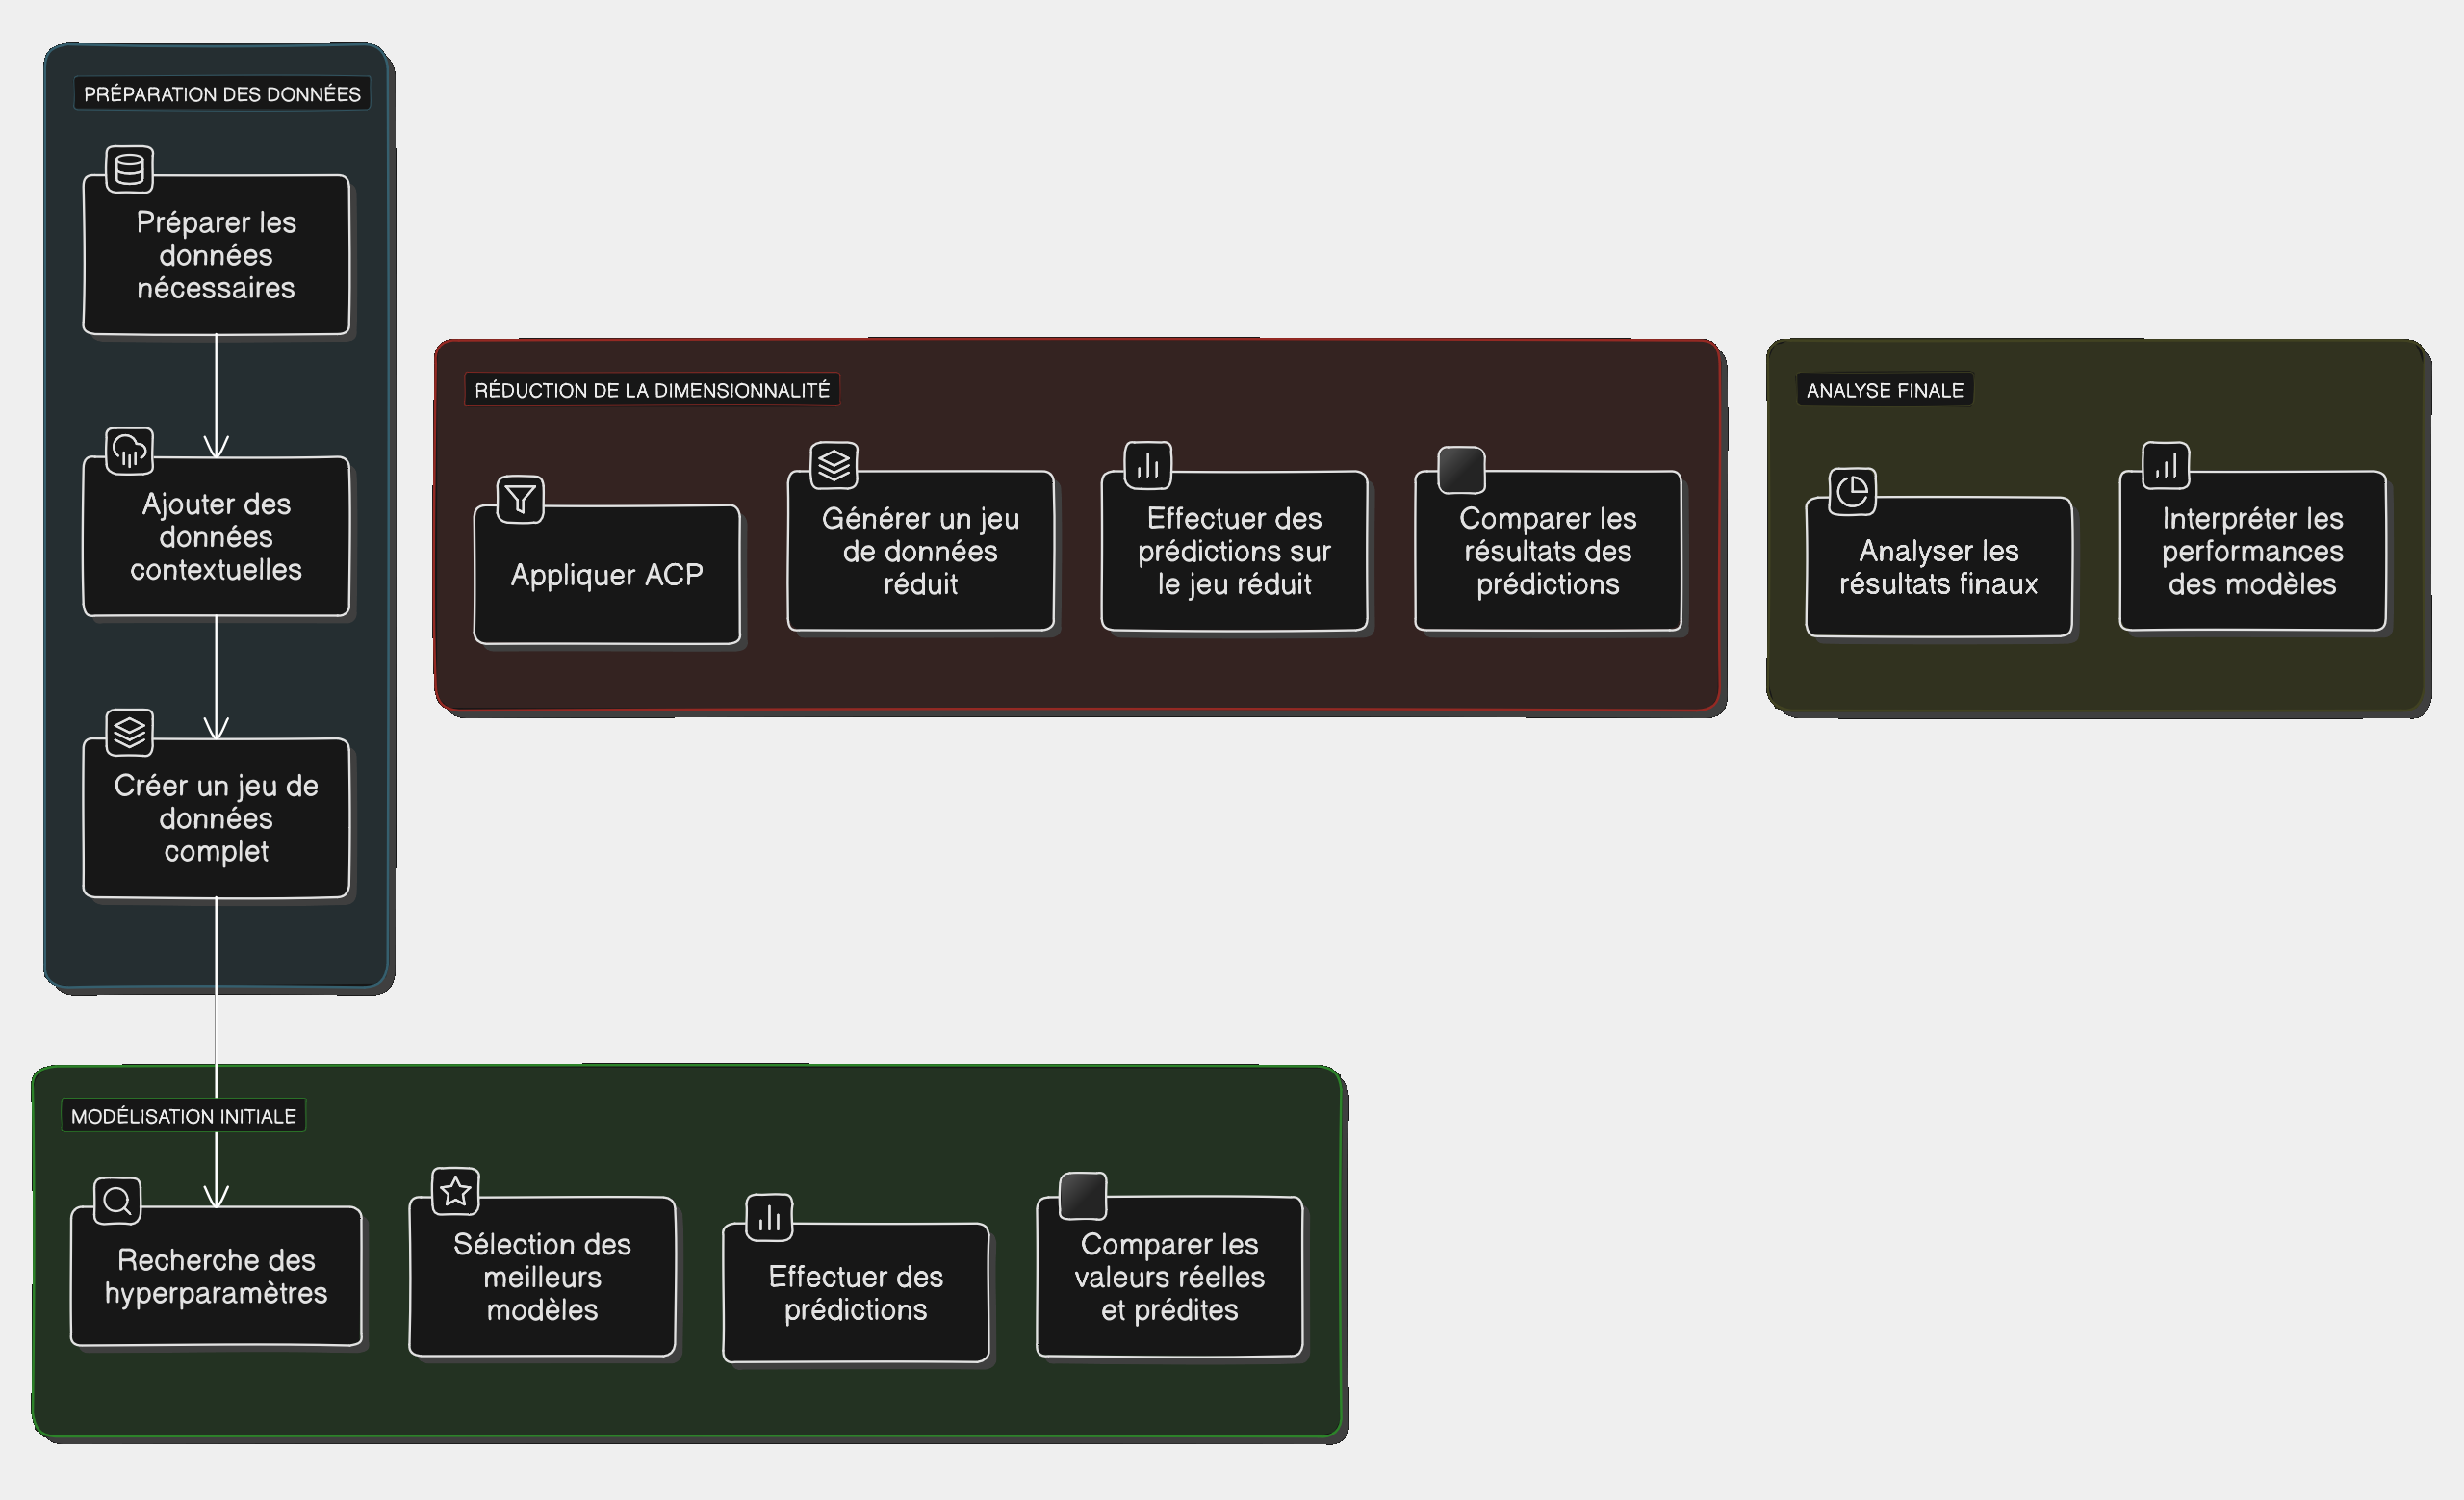 PRÉPARATION DES DONNÉES
Préparer les
données
nécessaires
Ajouter des
données
contextuelles
Créer un jeu de
données
complet
RÉDUCTION DE LA DIMENSIONNALITÉ
Appliquer ACP
Générer un jeu
de données
réduit
Effectuer des
prédictions sur
le jeu réduit
Comparer les
résultats des
prédictions
ANALYSE FINALE
Analyser les
résultats finaux
Interpréter les
performances
des modèles
MODÉLISATION INITIALE
Recherche des
hyperparamètres
Sélection des
meilleurs
modèles
Effectuer des
prédictions
Comparer les
valeurs réelles
et prédites